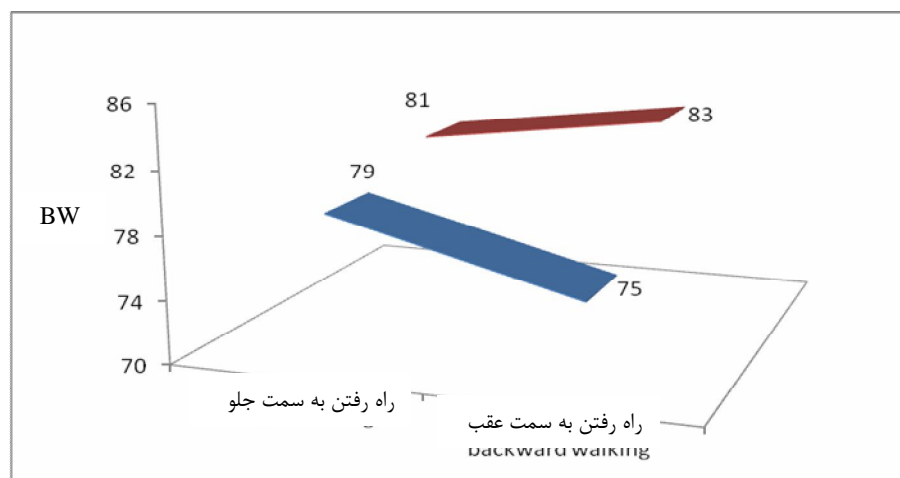 86
81
83
82
79
BW
78
75
74
70
راه رفتن به سمت جلو
راه رفتن به سمت عقب
backward walking